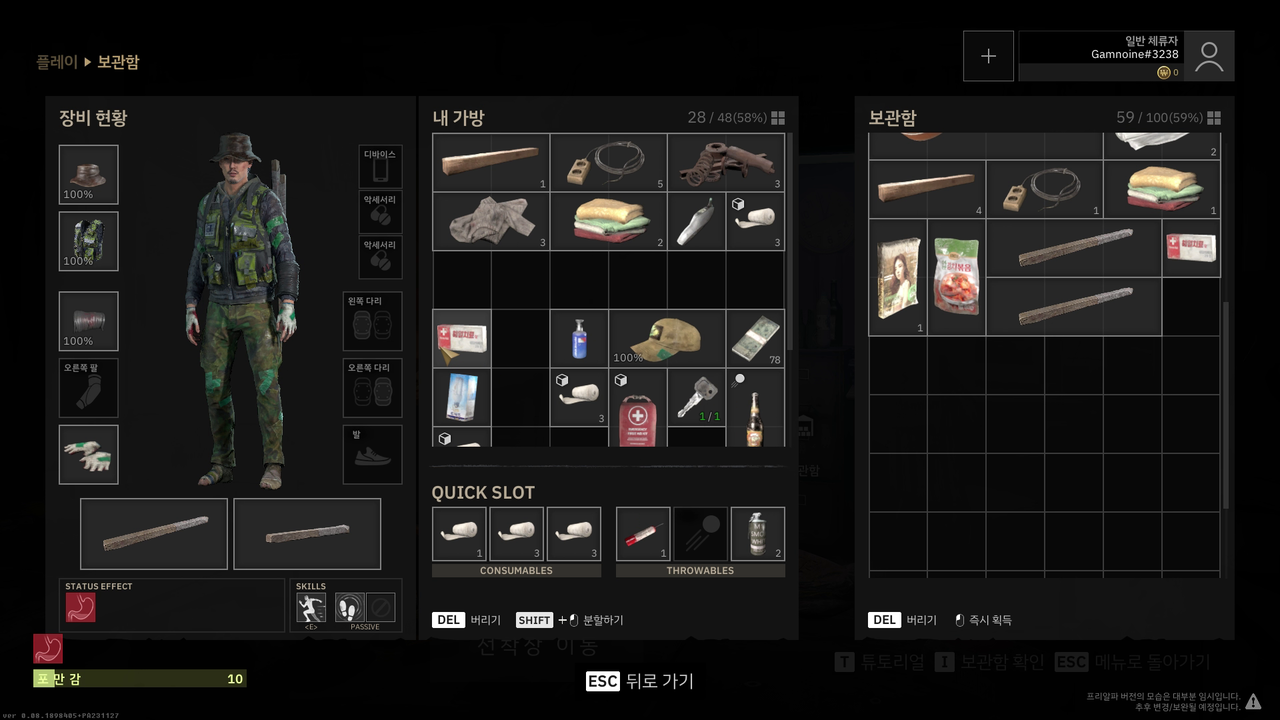 플레이 ▶ 보관함
일반 체류자
Gamnoine#3238
0
장비 현황
100%
100%
100%
오른쪽 팔
디바이스
악세서리
악세서리
왼쪽 다리
오른쪽 다리
발
STATUS EFFECT
SKILLS
<E>
PASSIVE
포만감 10
내 가방
28 / 48(58%)
1
5
3
3
2
3
100%
78
3
1 / 1
QUICK SLOT
1
3
3
1
2
CONSUMABLES
THROWABLES
DEL 버리기
SHIFT + 분할하기
선착장 이동
보관함
59 / 100(59%)
2
4
1
1
1
DEL 버리기
즉시 획득
T 튜토리얼
I 보관함 확인
ESC 메뉴로 돌아가기
ESC 뒤로 가기
프리알파 버전의 모습은 대부분 임시입니다.
추후 변경/보완될 예정입니다.